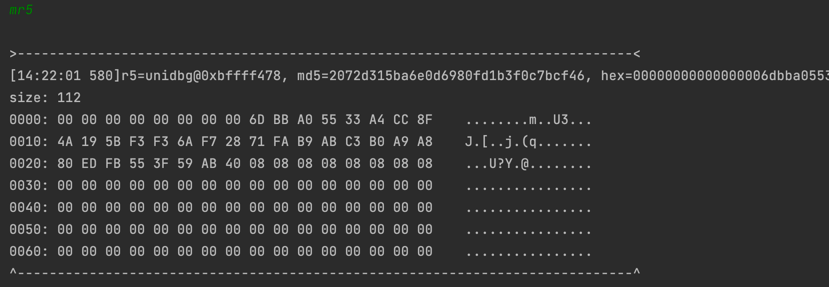 mr5
>-----------------------------------------------------------------------------<
[14:22:01 580]r5=unidbg@0xbffff478, md5=2072d315ba6e0d6980fd1b3f0c7bcf46, hex=00000000000000006dbba0553
size: 112
0000: 00 00 00 00 00 00 00 00 6D BB A0 55 33 A4 CC 8F    ........m..U3...
0010: 4A 19 5B F3 F3 6A F7 28 71 FA B9 AB C3 B0 A9 A8    J.[..j.(q.......
0020: 80 ED FB 55 3F 59 AB 40 08 08 08 08 08 08 08 08    ...U?Y.@........
0030: 00 00 00 00 00 00 00 00 00 00 00 00 00 00 00 00    ................
0040: 00 00 00 00 00 00 00 00 00 00 00 00 00 00 00 00    ................
0050: 00 00 00 00 00 00 00 00 00 00 00 00 00 00 00 00    ................
0060: 00 00 00 00 00 00 00 00 00 00 00 00 00 00 00 00    ................
^-----------------------------------------------------------------------------^